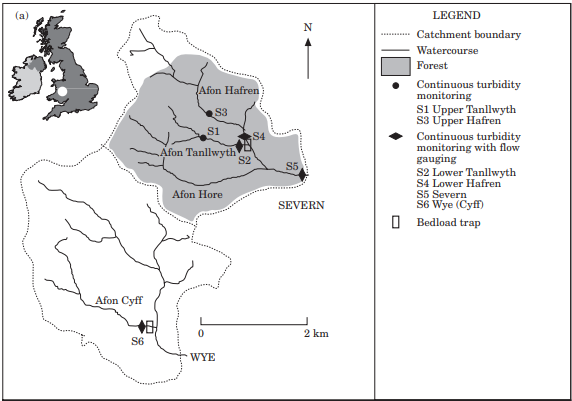 (a)
N
Afon Hafren
S3
S1
S4
Afon Tanllwyth
S2
S5
Afon Hore
SEVERN
Afon Cyff
S6
WYE
0
2 km
LEGEND
Catchment boundary
Watercourse
Forest
Continuous turbidity
monitoring
S1 Upper Tanllwyth
S3 Upper Hafren
Continuous turbidity
monitoring with flow
gauging
S2 Lower Tanllwyth
S4 Lower Hafren
S5 Severn
S6 Wye (Cyff)
Bedload trap